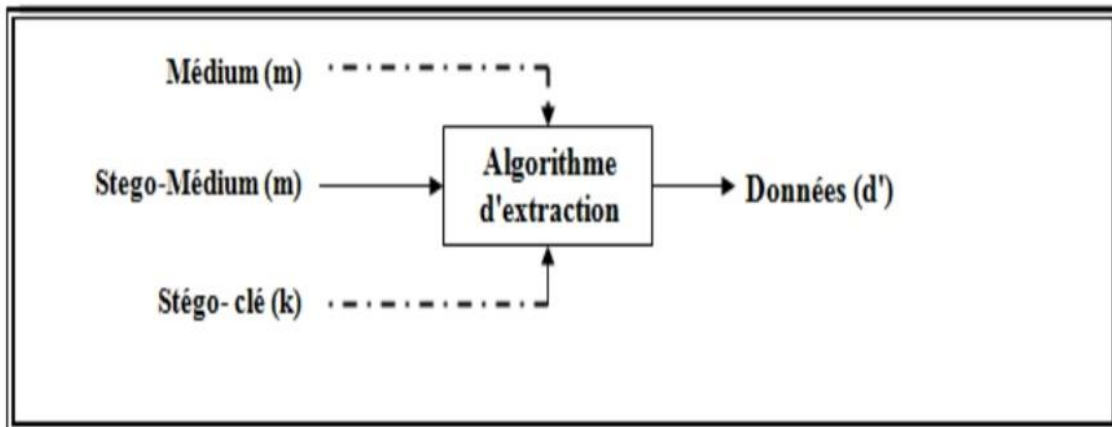 Médium (m)
Stego-Médium (m)
Stégo- clé (k)
Algorithme
d'extraction
Données (d')